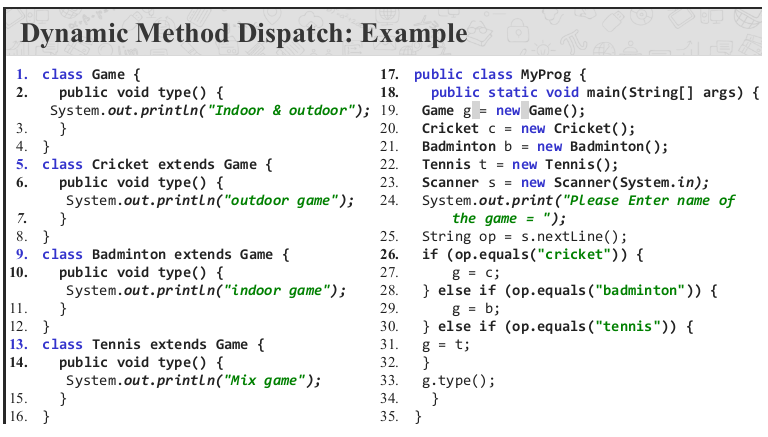 Dynamic Method Dispatch: Example
1. class Game {
2. public void type() {
System.out.println("Indoor & outdoor");
3. }
4. }
5. class Cricket extends Game {
6. public void type() {
System.out.println("outdoor game");
7. }
8. }
9. class Badminton extends Game {
10. public void type() {
System.out.println("indoor game");
11. }
12. }
13. class Tennis extends Game {
14. public void type() {
System.out.println("Mix game");
15. }
16. }
17. public class MyProg {
18. public static void main(String[] args) {
19. Game g = new Game();
20. Cricket c = new Cricket();
21. Badminton b = new Badminton();
22. Tennis t = new Tennis();
23. Scanner s = new Scanner(System.in);
24. System.out.print("Please Enter name of
the game = ");
25. String op = s.nextLine();
26. if (op.equals("cricket")) {
27. g = c;
28. } else if (op.equals("badminton")) {
29. g = b;
30. } else if (op.equals("tennis")) {
31. g = t;
32. }
33. g.type();
34. }
35. }